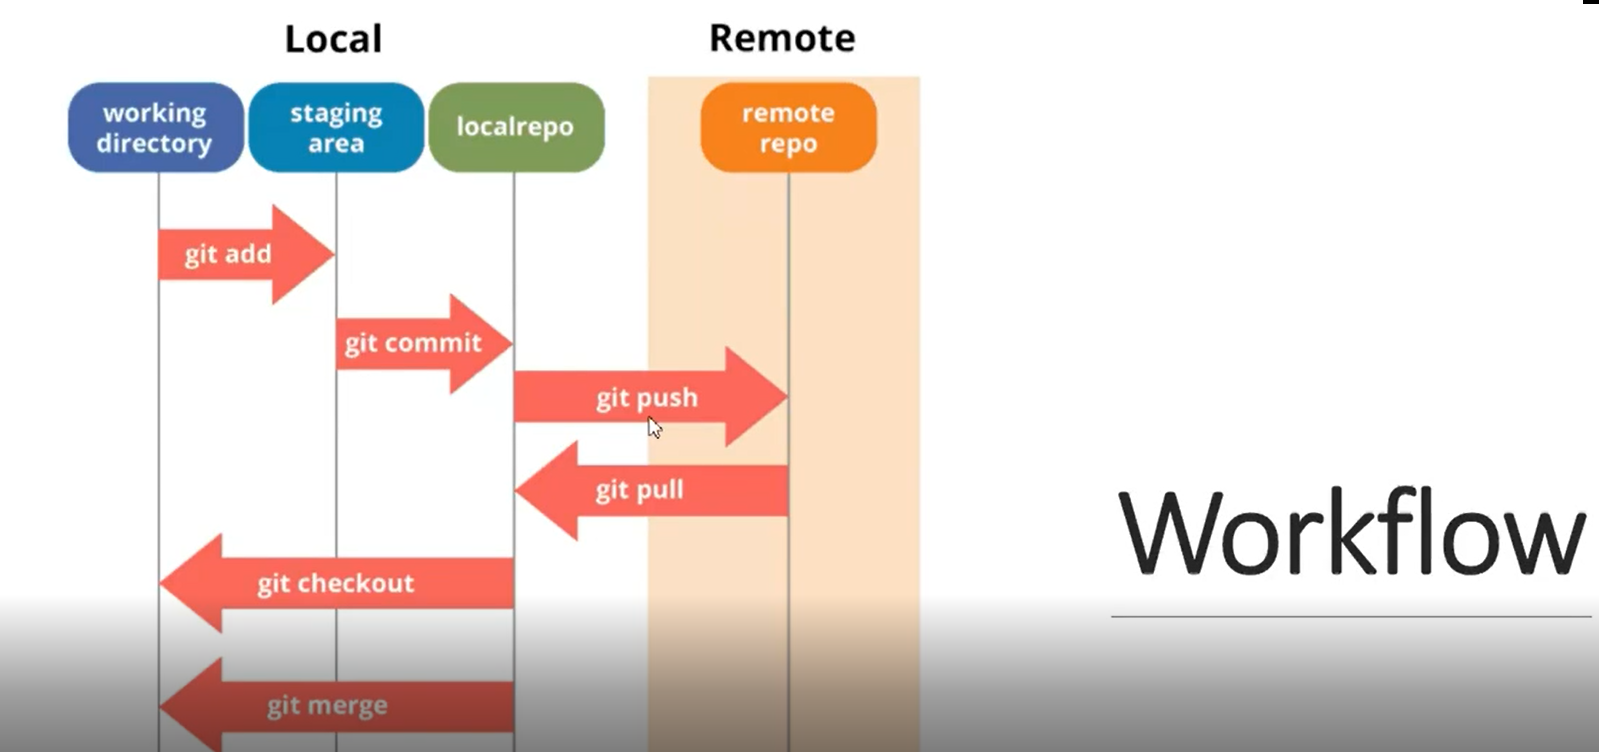 Local
Remote
working
directory
staging
area
localrepo
remote
repo
git add
git commit
git push
git pull
git checkout
git merge
Workflow